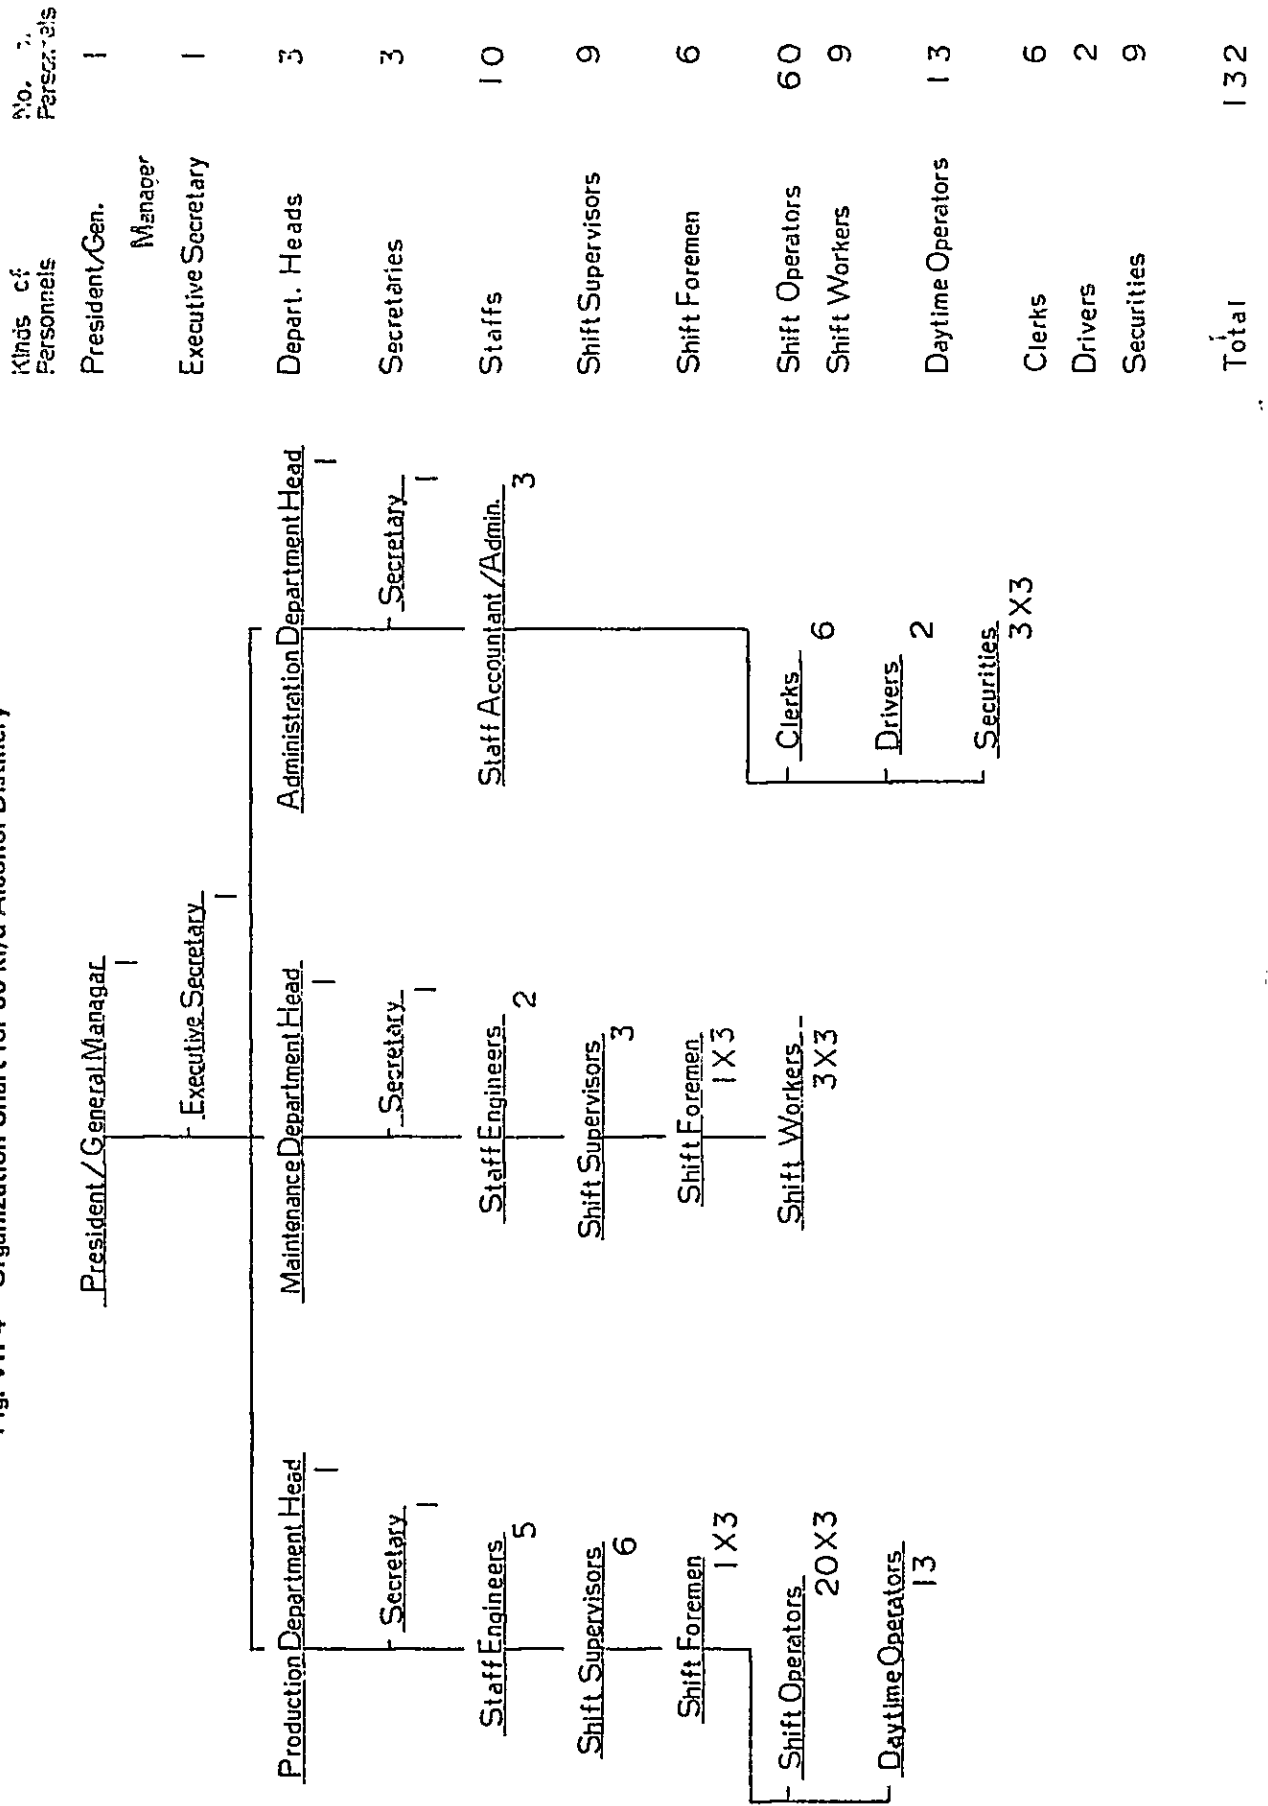 Organization Chart for
Alcohol Distillery
Kinds of No.
Personnels
President/General Managar President/Gen. 1
1 Manager
Executive Secretary Executive Secretary 1
1
Production Department Head Maintenance Department Head Administration Department Head Depart. Heads 3
1 1 1
Secretary Secretary Secretary Secretaries 3
1 1 1
Staff Engineers Staff Engineers Staff Accountant/Admin. Staffs 10
5 2 3
Shift Supervisors Shift Supervisors Shift Supervisors 9
6 3
Shift Foremen Shift Foremen Shift Foremen 6
1X3 1X3
Shift Operators Shift Workers Clerks Shift Operators 60
20X3 3X3 6 Shift Workers 9
Daytime Operators Drivers Daytime Operators 13
13 2
Securities Clerks 6
3X3 Drivers 2
Securities 9
Total 132